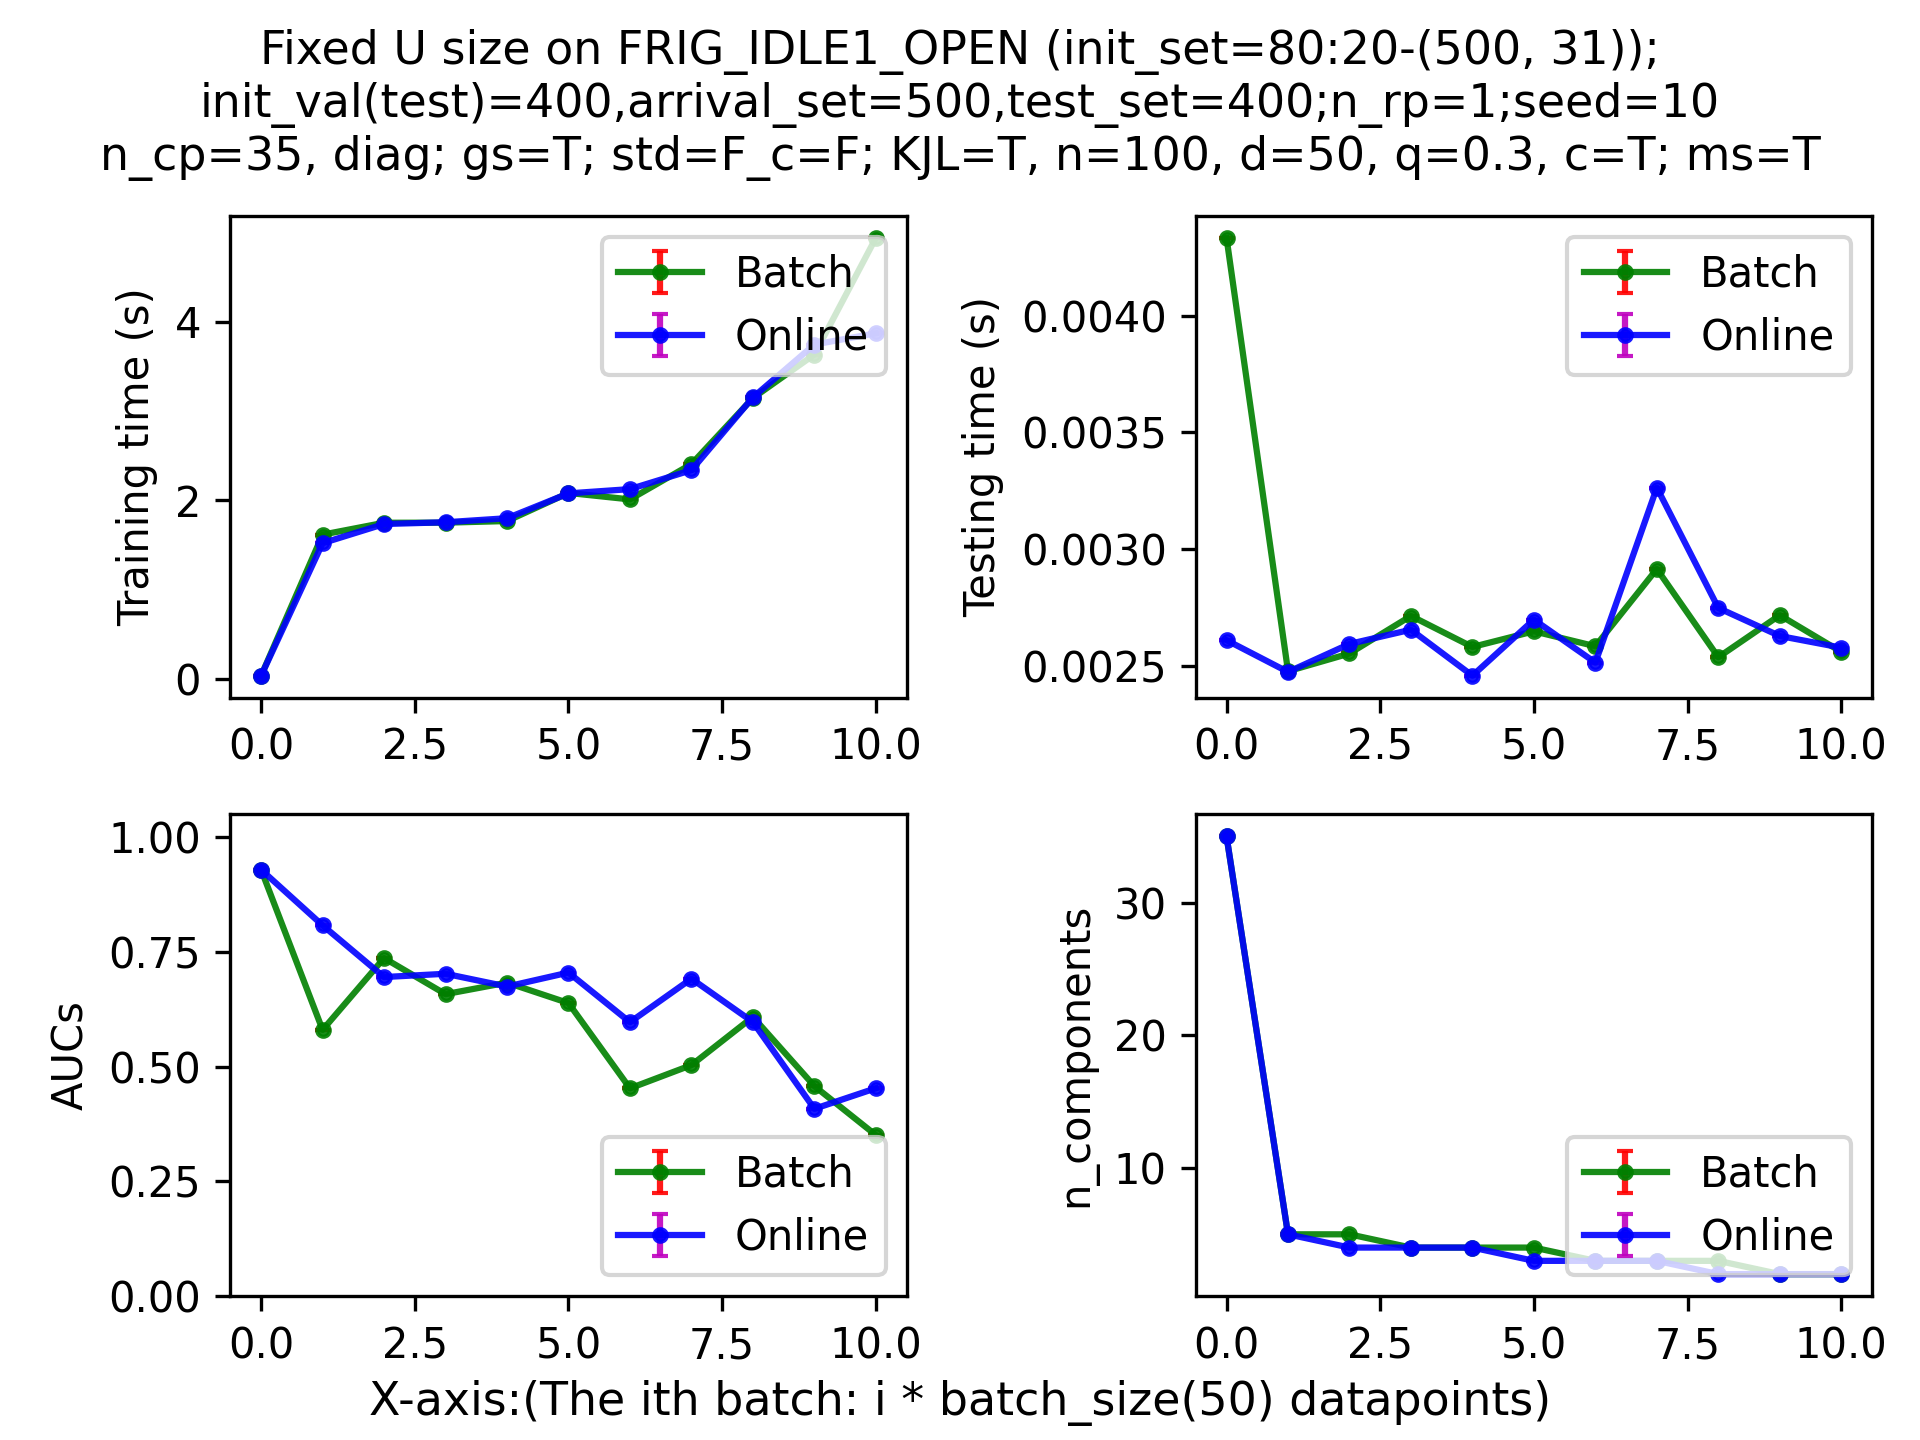 Fixed U size on FRIG_IDLE1_OPEN (init_set=80:20-(500, 31));
init_val(test)=400,arrival_set=500,test_set=400;n_rp=1;seed=10
n_cp=35, diag; gs=T; std=F_c=F; KJL=T, n=100, d=50, q=0.3, c=T; ms=T
Training time (s)
4
2
0
0.0 2.5 5.0 7.5 10.0
Batch
Online
Testing time (s)
0.0040
0.0035
0.0030
0.0025
0.0 2.5 5.0 7.5 10.0
Batch
Online
AUCs
1.00
0.75
0.50
0.25
0.00
0.0 2.5 5.0 7.5 10.0
Batch
Online
n_components
30
20
10
0.0 2.5 5.0 7.5 10.0
Batch
Online
X-axis:(The ith batch: i * batch_size(50) datapoints)